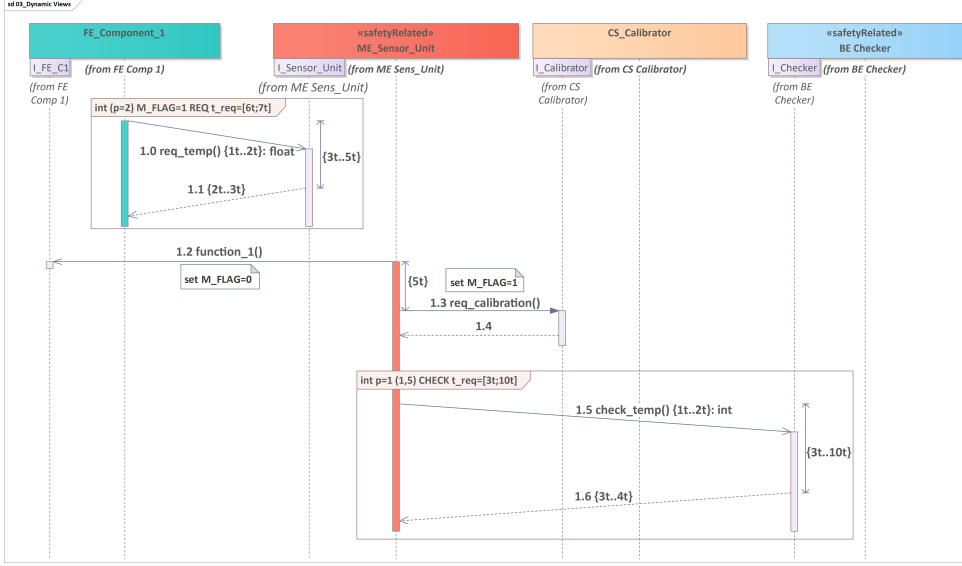 sd 03_Dynamic Views
FE_Component_1
«safetyRelated»
ME_Sensor_Unit
CS_Calibrator
«safetyRelated»
BE Checker
I_FE_C1
(from FE Comp 1)
I_Sensor_Unit
(from ME Sens_Unit)
I_Calibrator
(from CS Calibrator)
I_Checker
(from BE Checker)
(from FE
Comp 1)
(from ME Sens_Unit)
(from CS
Calibrator)
(from BE
Checker)
int (p=2) M_FLAG=1 REQ t_req=[6t;7t]
1.0 req_temp() {1t..2t}: float
{3t..5t}
1.1 {2t..3t}
1.2 function_1()
set M_FLAG=0
{5t}
set M_FLAG=1
1.3 req_calibration()
1.4
int p=1 (1,5) CHECK t_req=[3t;10t]
1.5 check_temp() {1t..2t}: int
{3t..10t}
1.6 {3t..4t}